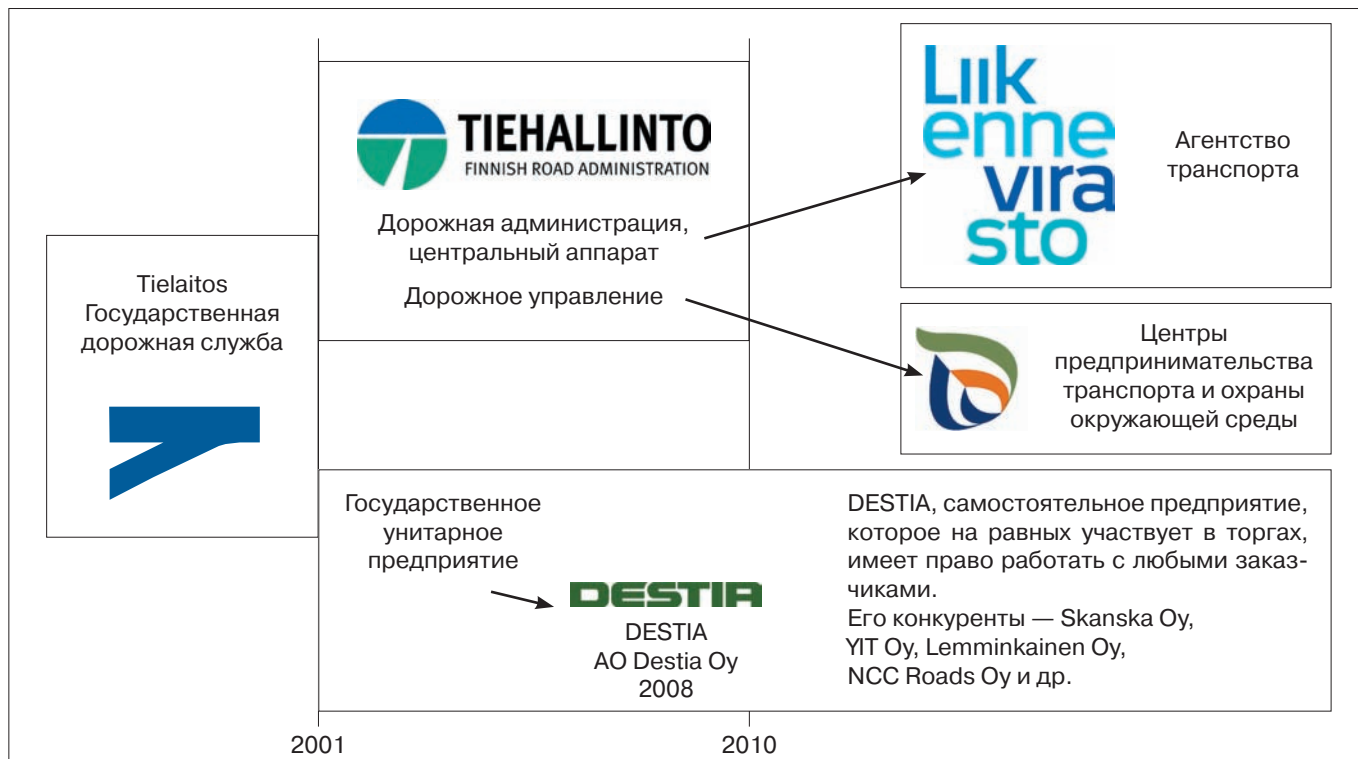 Tielaitos
Государственная
дорожная служба
TIEHALLINTO
FINNISH ROAD ADMINISTRATION
Дорожная администрация,
центральный аппарат
Дорожное управление
Liik
enne
vira
sto
Агентство
транспорта
Центры
предпринимательства
транспорта и охраны
окружающей среды
Государственное
унитарное
предприятие
DESTIA
DESTIA
АО Destia Oy
2008
DESTIA, самостоятельное предприятие,
которое на равных участвует в торгах,
имеет право работать с любыми заказ-
чиками.
Его конкуренты — Skanska Oy,
YIT Oy, Lemminkainen Oy,
NCC Roads Oy и др.
2001
2010